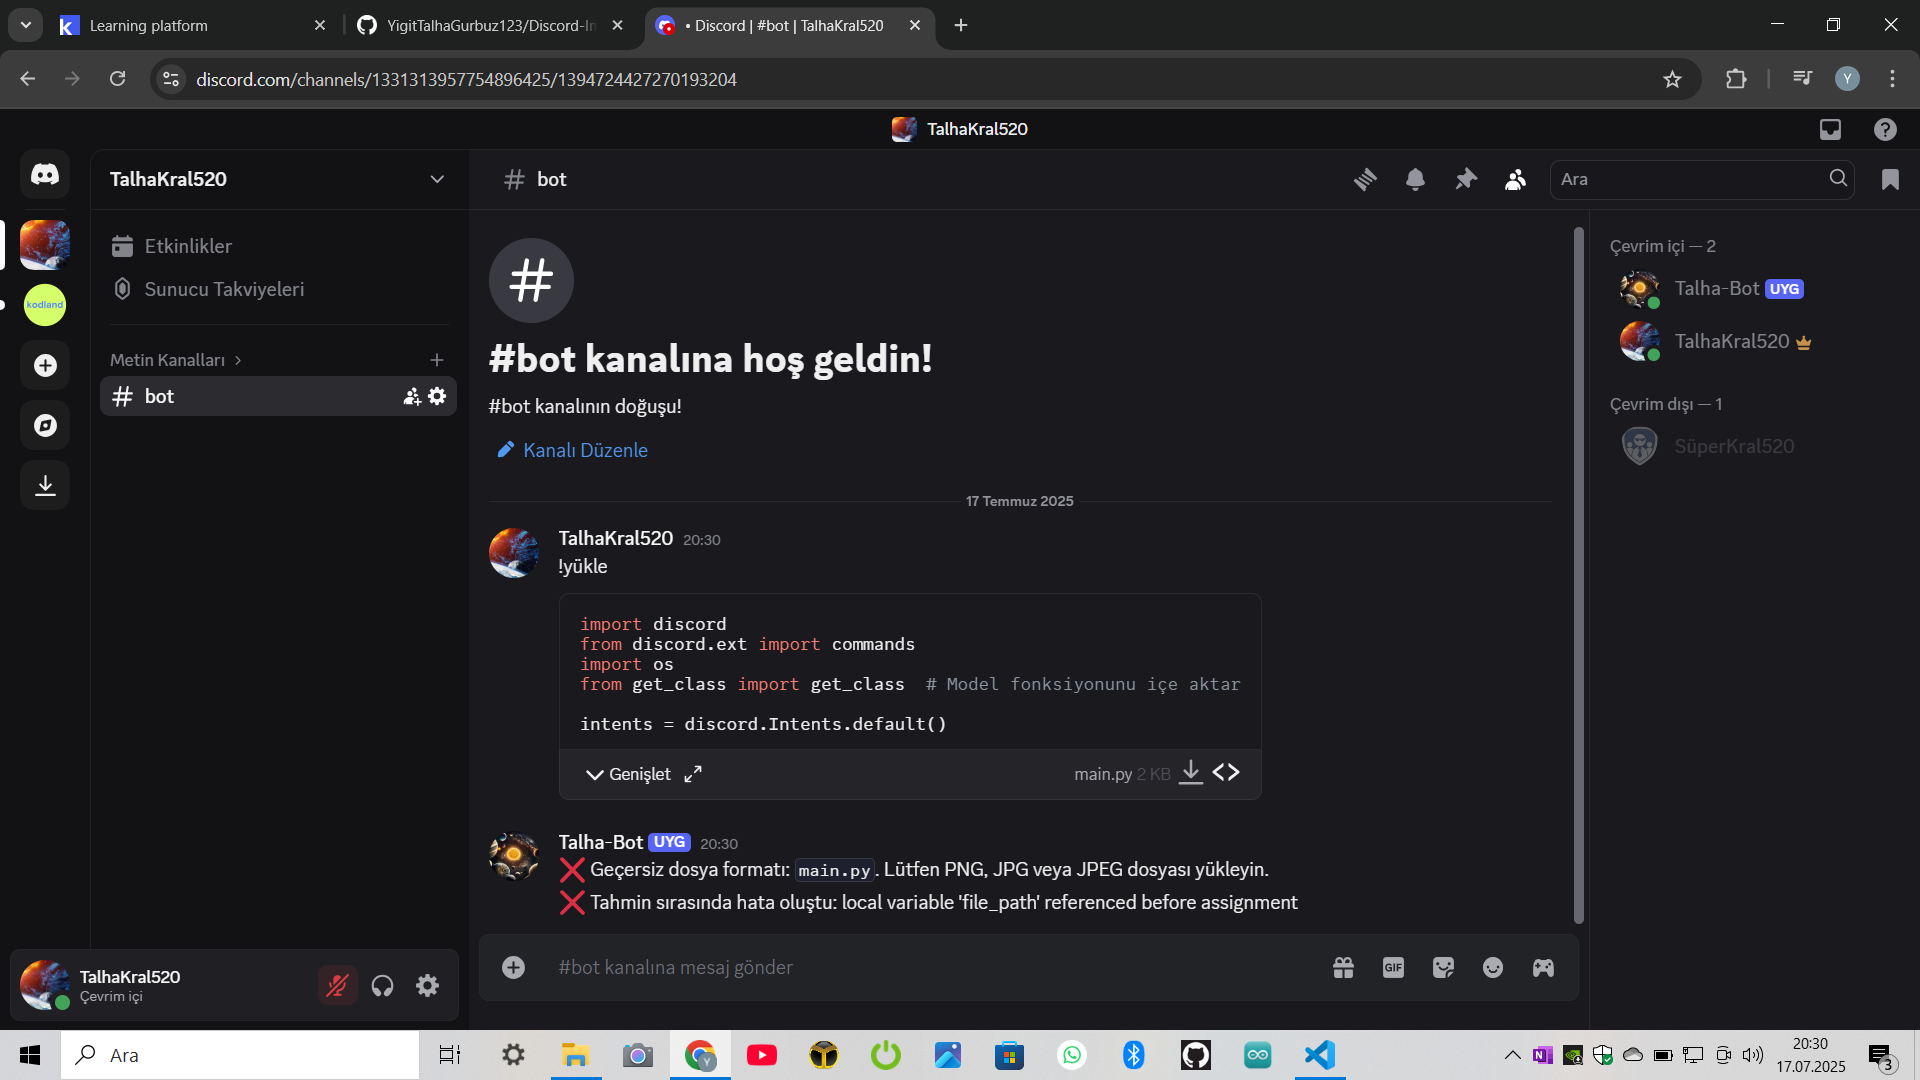 Learning platform
YigitTalhaGurbuz123/Discord-In
• Discord | #bot | TalhaKral520
discord.com/channels/1331313957754896425/1394724427270193204
Y
TalhaKral520
TalhaKral520
# bot
Ara
Etkinlikler
Sunucu Takviyeleri
kodland
Metin Kanalları
# bot
#bot kanalına hoş geldin!
#bot kanalının doğuşu!
Kanalı Düzenle
17 Temmuz 2025
TalhaKral520 20:30
!yükle
import discord
from discord.ext import commands
import os
from get_class import get_class  # Model fonksiyonunu içe aktar
intents = discord.Intents.default()
Genişlet
main.py 2 KB
Talha-Bot UYG 20:30
❌ Geçersiz dosya formatı: main.py. Lütfen PNG, JPG veya JPEG dosyası yükleyin.
❌ Tahmin sırasında hata oluştu: local variable 'file_path' referenced before assignment
#bot kanalına mesaj gönder
GIF
Çevrim içi — 2
Talha-Bot UYG
TalhaKral520
Çevrim dışı — 1
SüperKral520
TalhaKral520
Çevrim içi
Ara
20:30
17.07.2025
3